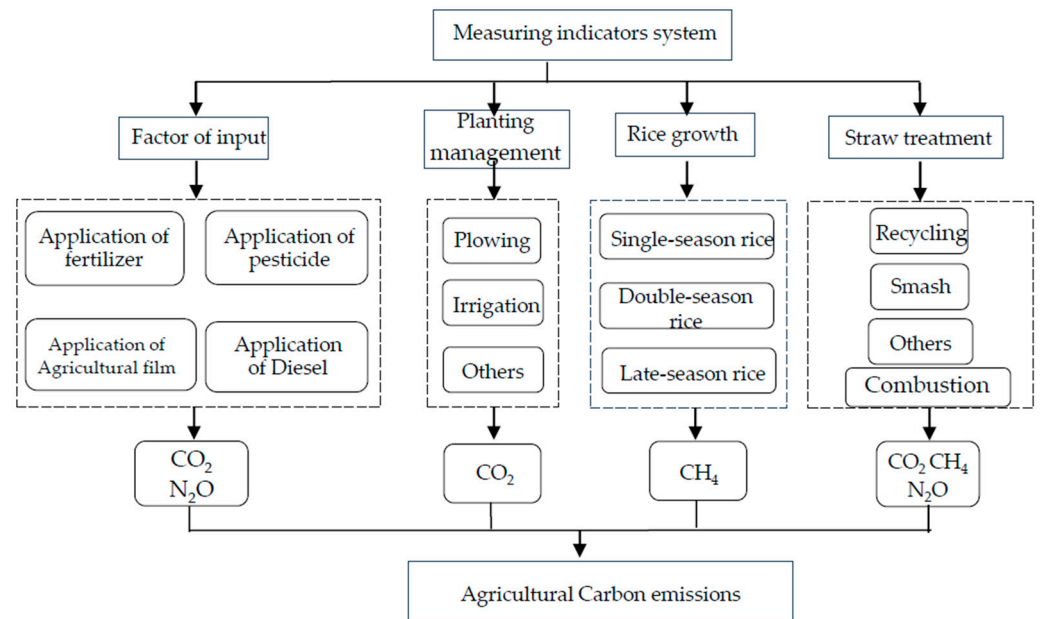 Measuring indicators system
Factor of input
Planting
management
Rice growth
Straw treatment
Application of
fertilizer
Application of
pesticide
Application of
Agricultural film
Application
of Diesel
Plowing
Irrigation
Others
Single-season rice
Double-season
rice
Late-season rice
Recycling
Smash
Others
Combustion
CO₂
N₂O
CO₂
CH₄
CO₂ CH₄
N₂O
Agricultural Carbon emissions